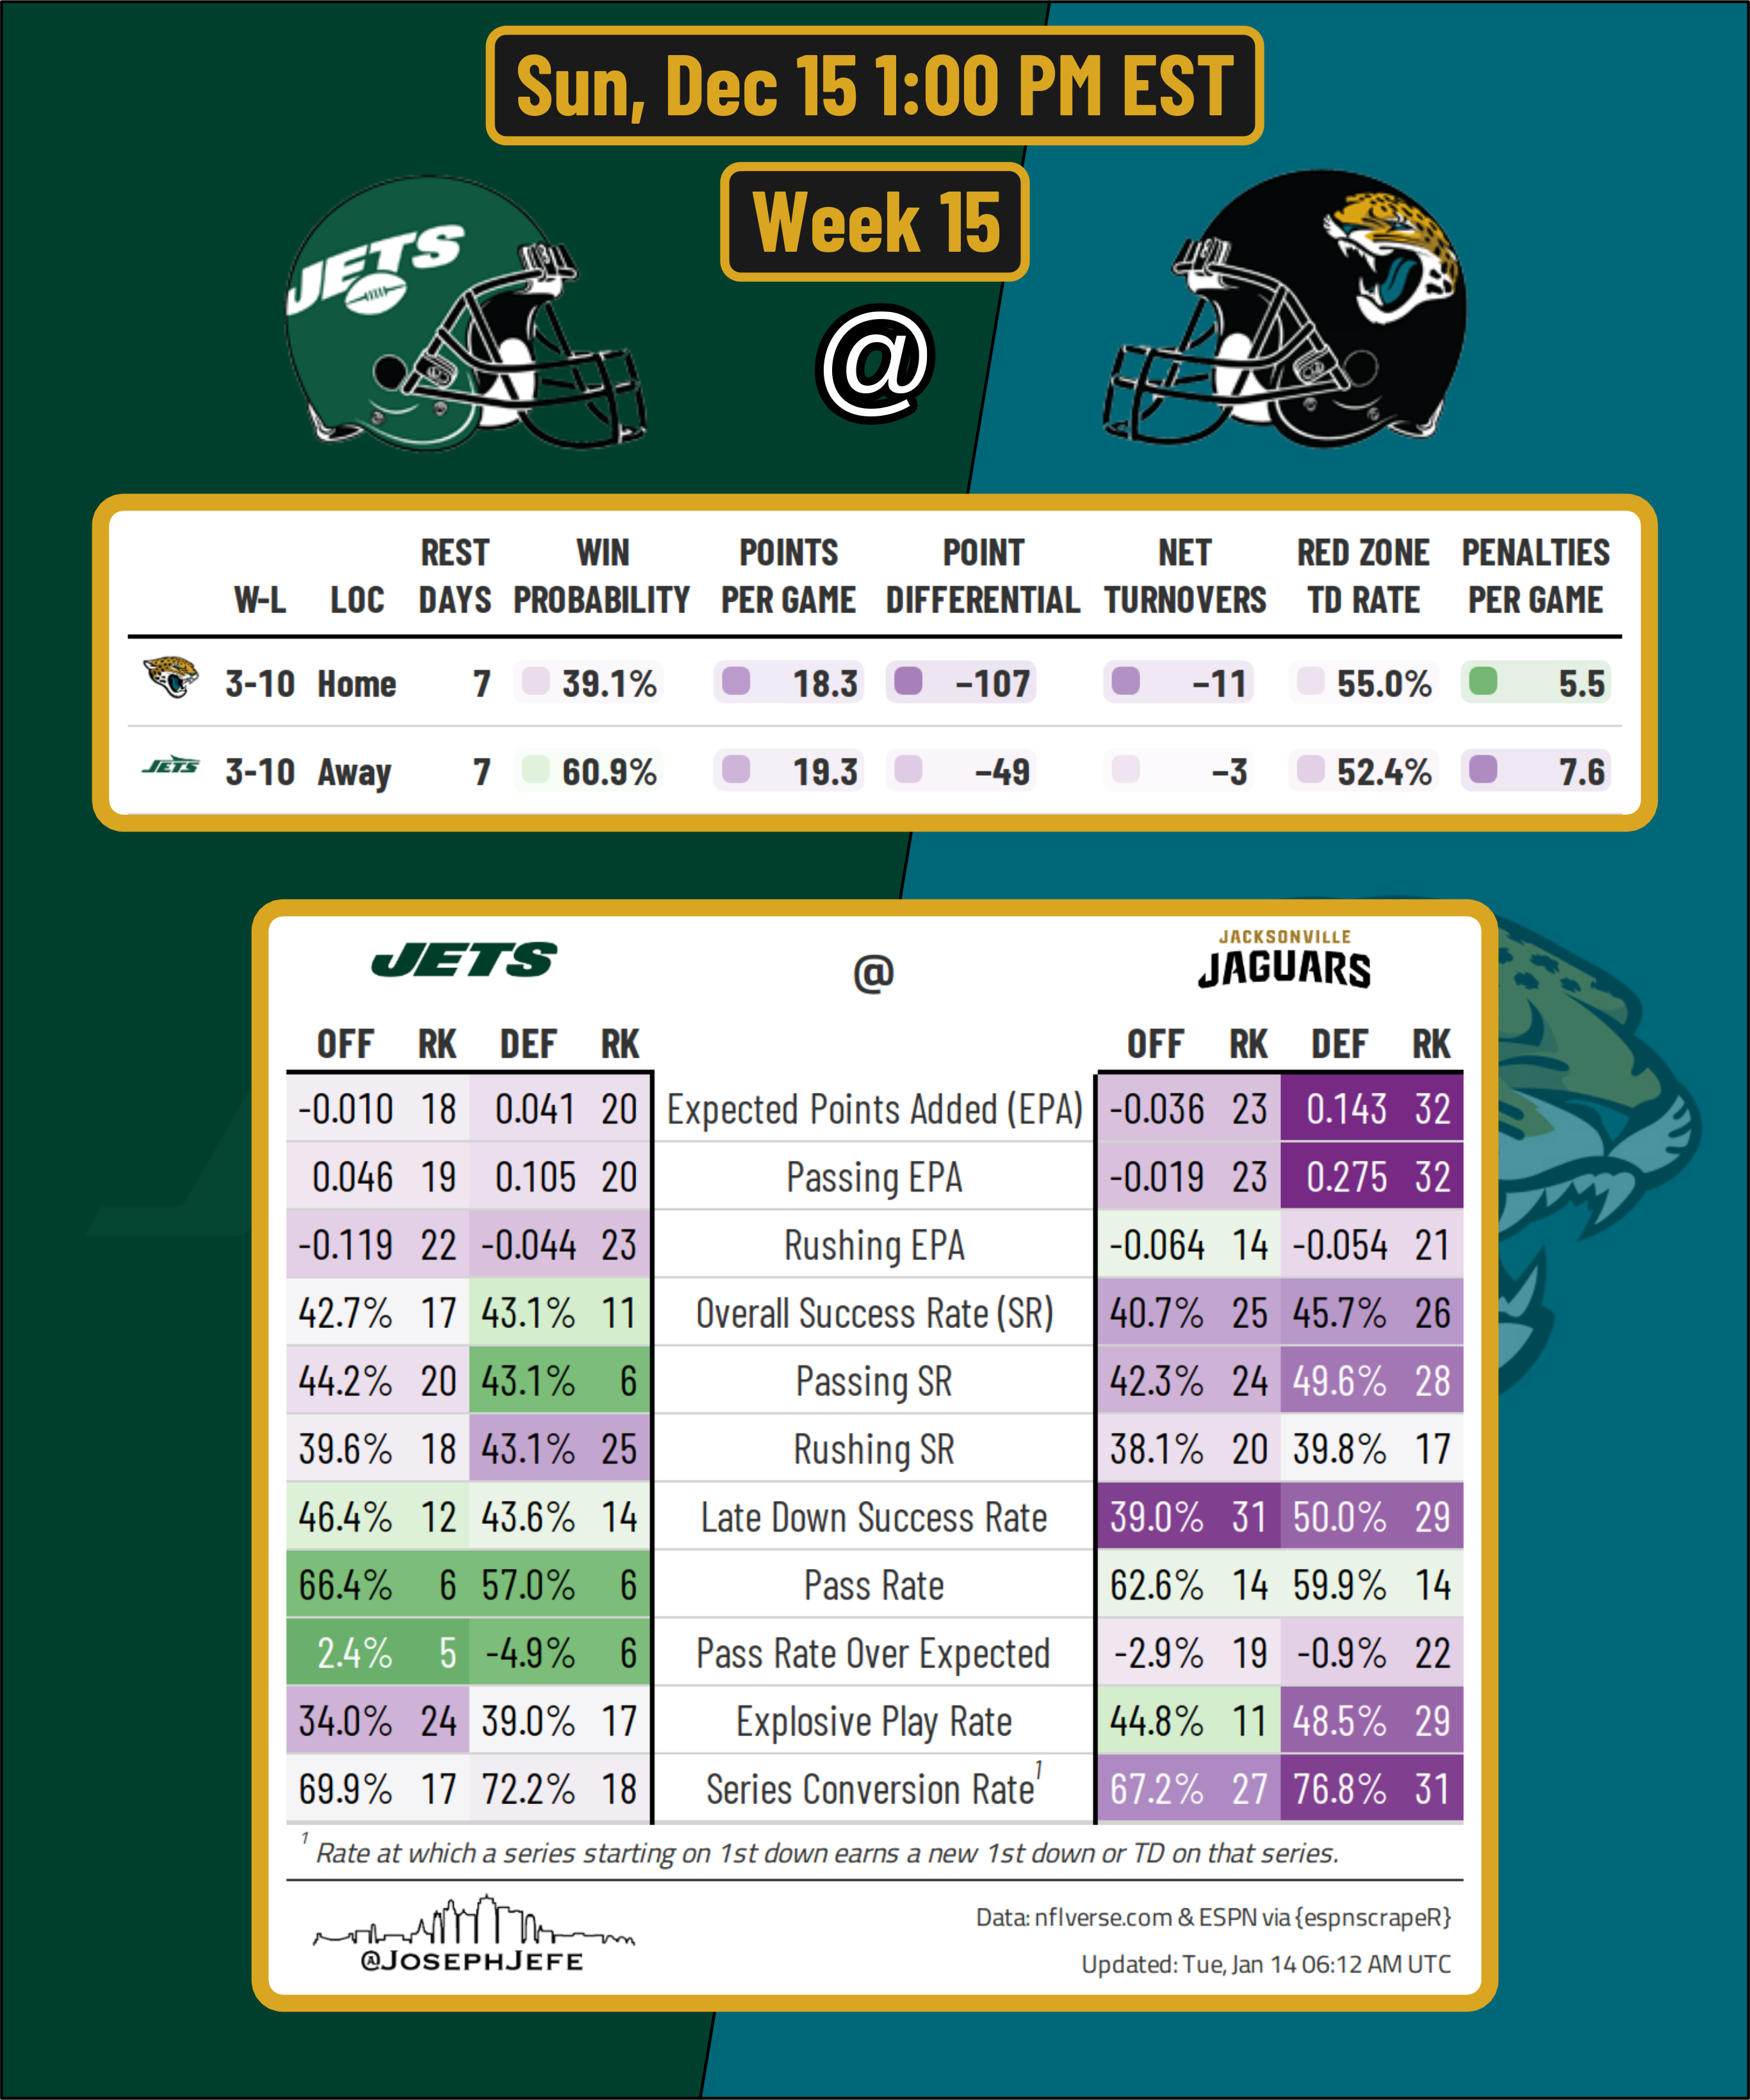 Sun, Dec 15 1:00 PM EST
Week 15
JETS
@
W-L LOC REST DAYS WIN PROBABILITY POINTS PER GAME POINT DIFFERENTIAL NET TURNOVERS RED ZONE TD RATE PENALTIES PER GAME
3-10 Home 7 39.1% 18.3 −107 −11 55.0% 5.5
JETS 3-10 Away 7 60.9% 19.3 −49 −3 52.4% 7.6
JETS @ JACKSONVILLE JAGUARS
OFF RK DEF RK OFF RK DEF RK
-0.010 18 0.041 20 Expected Points Added (EPA) -0.036 23 0.143 32
0.046 19 0.105 20 Passing EPA -0.019 23 0.275 32
-0.119 22 -0.044 23 Rushing EPA -0.064 14 -0.054 21
42.7% 17 43.1% 11 Overall Success Rate (SR) 40.7% 25 45.7% 26
44.2% 20 43.1% 6 Passing SR 42.3% 24 49.6% 28
39.6% 18 43.1% 25 Rushing SR 38.1% 20 39.8% 17
46.4% 12 43.6% 14 Late Down Success Rate 39.0% 31 50.0% 29
66.4% 6 57.0% 6 Pass Rate 62.6% 14 59.9% 14
2.4% 5 -4.9% 6 Pass Rate Over Expected -2.9% 19 -0.9% 22
34.0% 24 39.0% 17 Explosive Play Rate 44.8% 11 48.5% 29
69.9% 17 72.2% 18 Series Conversion Rate¹ 67.2% 27 76.8% 31
¹ Rate at which a series starting on 1st down earns a new 1st down or TD on that series.
@JOSEPHJEFE
Data: nflverse.com & ESPN via {espnscrapeR}
Updated: Tue, Jan 14 06:12 AM UTC